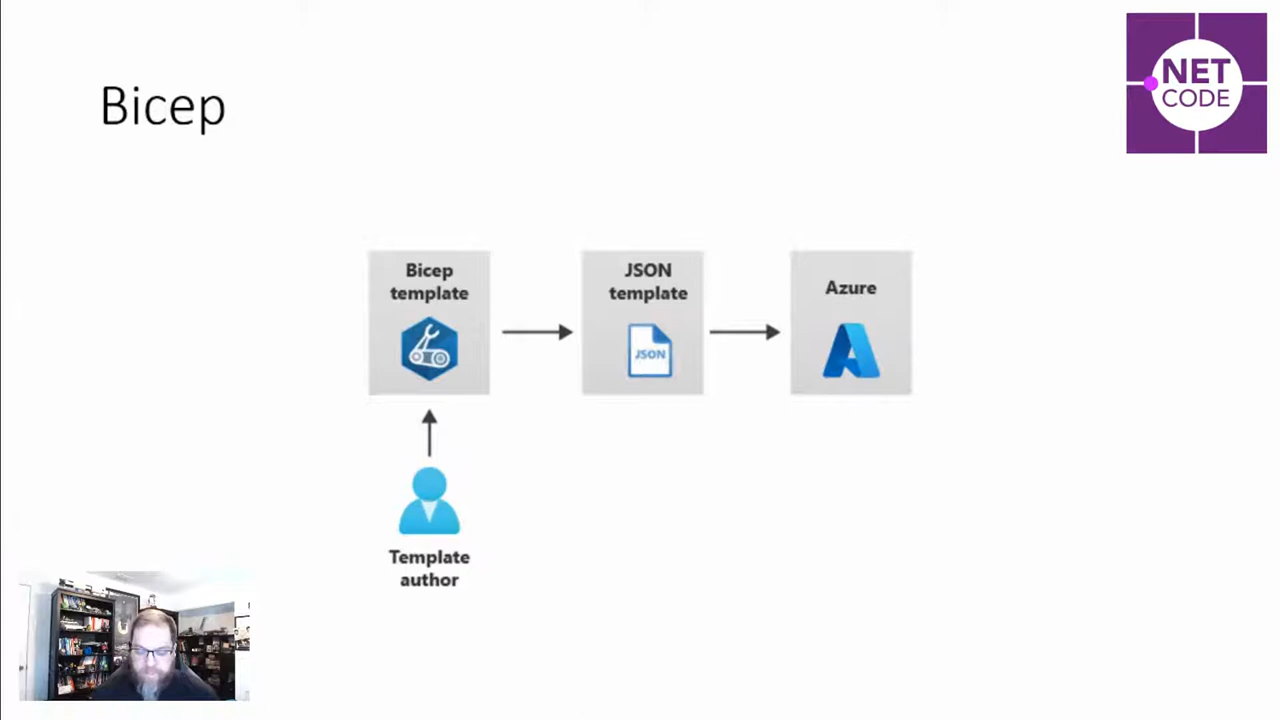 NET
CODE
Bicep
Bicep
template
JSON
template
JSON
Azure
Template
author